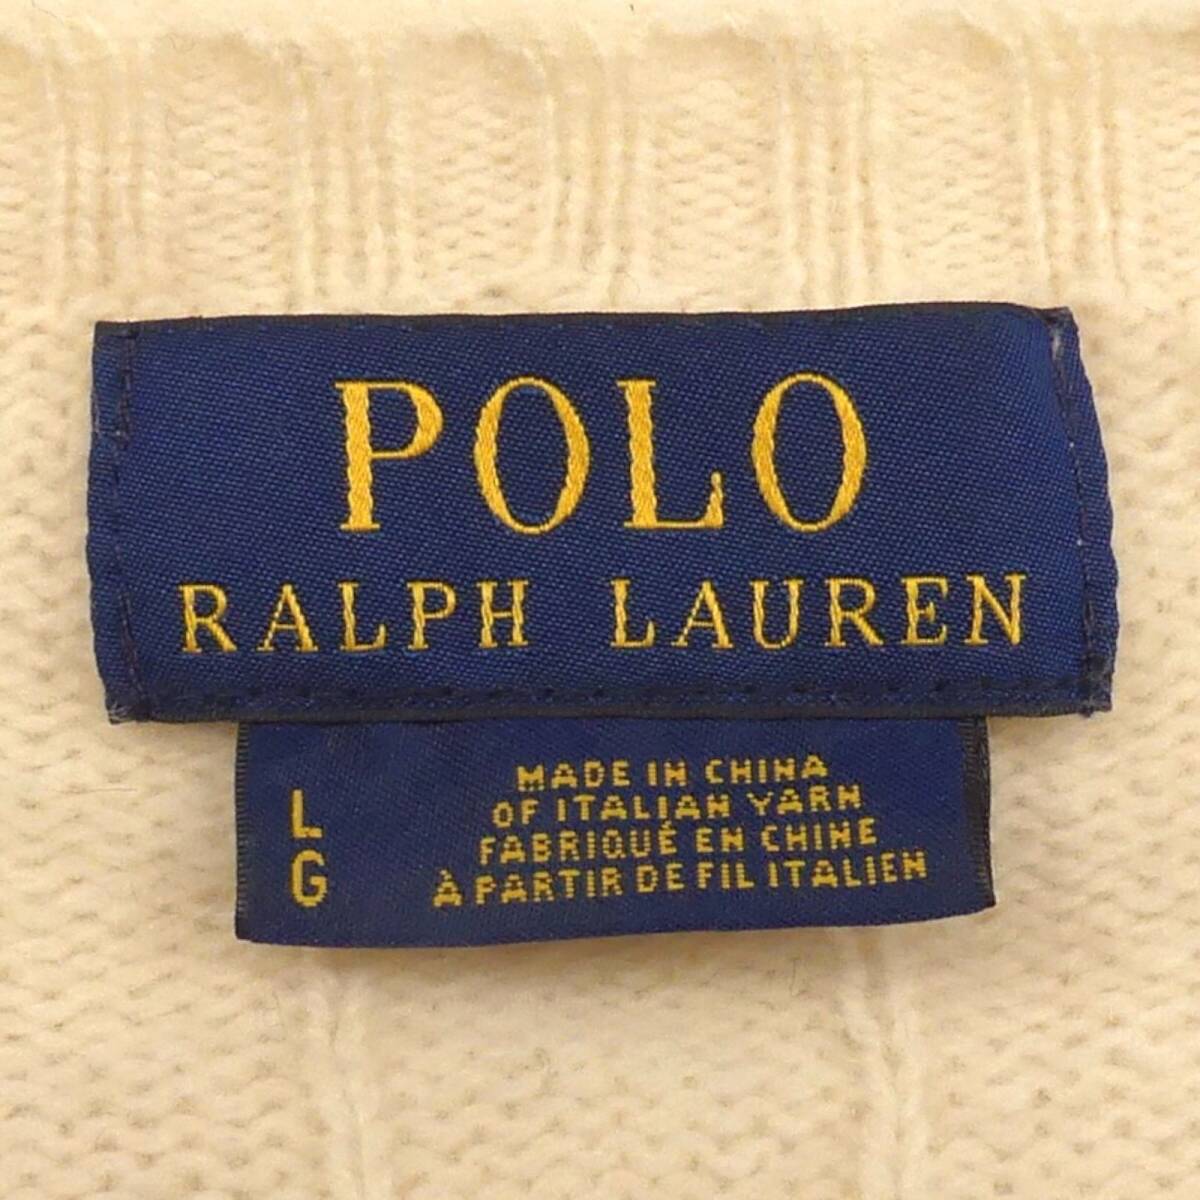 POLO
RALPH LAUREN
L
G
MADE IN CHINA
OF ITALIAN YARN
FABRIQUÉ EN CHINE
À PARTIR DE FIL ITALIEN